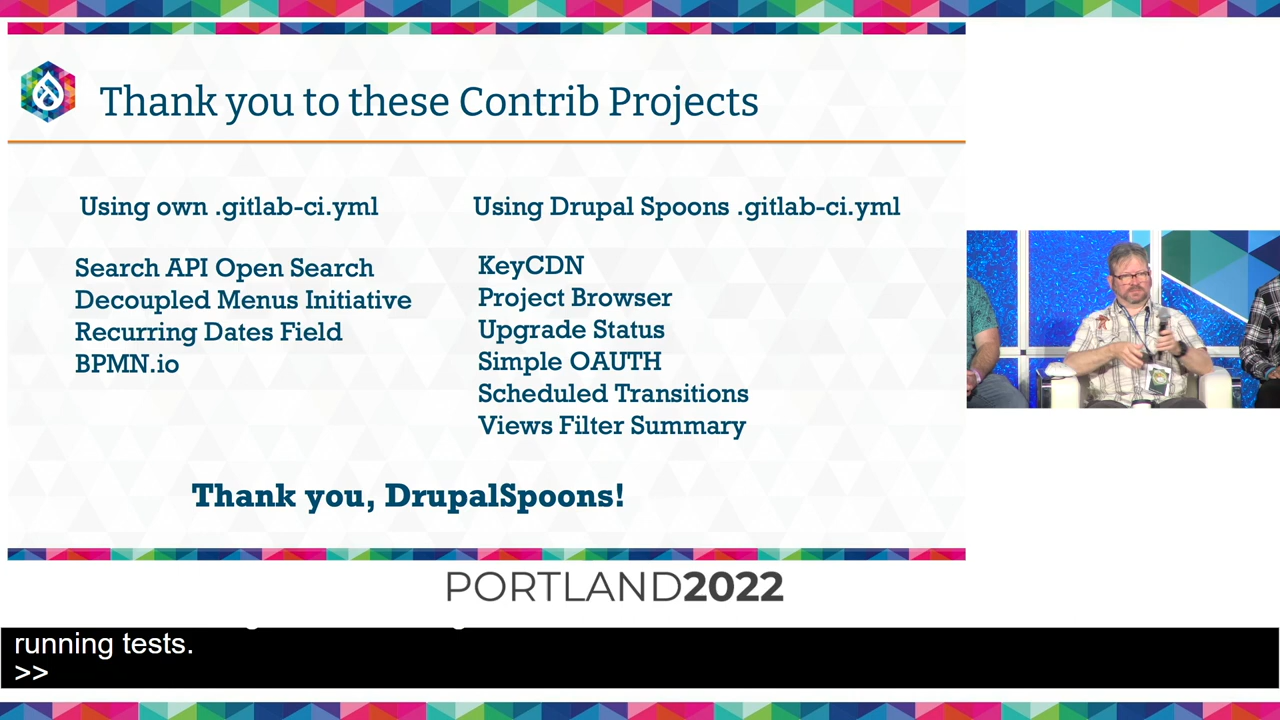 Thank you to these Contrib Projects
Using own .gitlab-ci.yml
Search API Open Search
Decoupled Menus Initiative
Recurring Dates Field
BPMN.io
Using Drupal Spoons .gitlab-ci.yml
KeyCDN
Project Browser
Upgrade Status
Simple OAUTH
Scheduled Transitions
Views Filter Summary
Thank you, DrupalSpoons!
PORTLAND2022
running tests.
>>